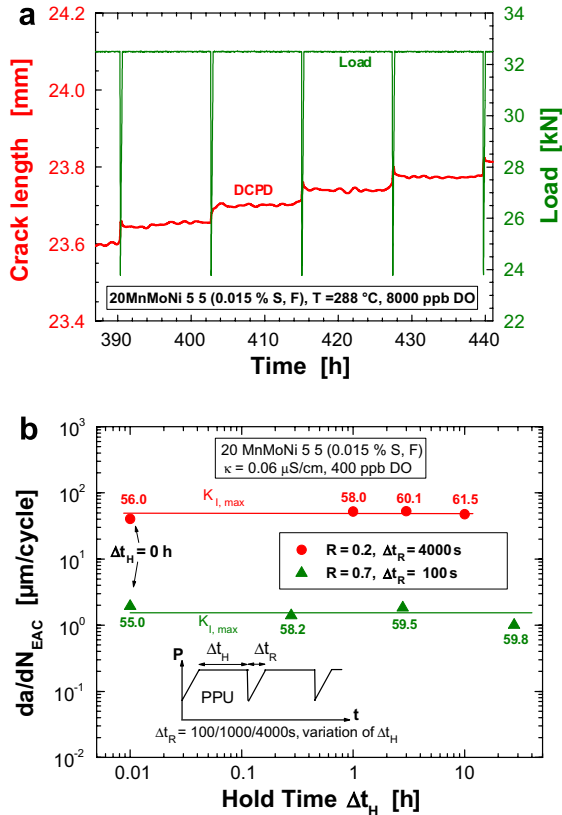 a
24.2
24.0
23.8
23.6
23.4
Crack length [mm]
34
32
30
28
26
24
22
Load [kN]
Load
DCPD
20MnMoNi 5 5 (0.015 % S, F), T =288 °C, 8000 ppb DO
390 400 410 420 430 440
Time [h]
b
10³
10²
10¹
10⁰
10⁻¹
10⁻²
da/dN_EAC [µm/cycle]
20 MnMoNi 5 5 (0.015 % S, F)
κ = 0.06 µS/cm, 400 ppb DO
56.0 58.0 60.1 61.5
K_I, max
Δt_H = 0 h
R = 0.2, Δt_R = 4000 s
R = 0.7, Δt_R = 100 s
K_I, max
55.0 58.2 59.5 59.8
P Δt_H Δt_R
PPU
t
Δt_R = 100/1000/4000s, variation of Δt_H
0.01 0.1 1 10
Hold Time Δt_H [h]